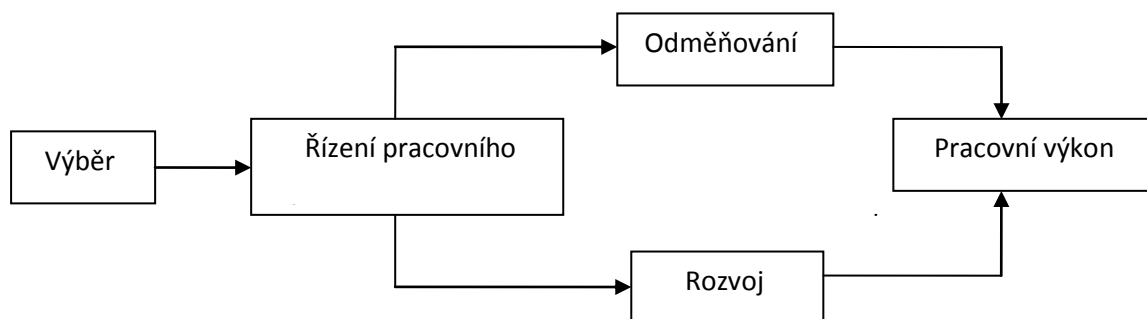 Odměňování
Výběr
Řízení pracovního
Pracovní výkon
Rozvoj